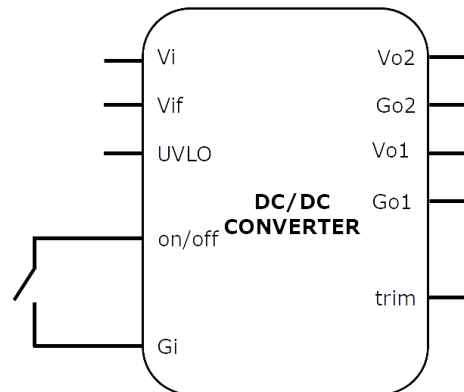 Vi
Vif
UVLO
on/off
Gi
DC/DC
CONVERTER
Vo2
Go2
Vo1
Go1
trim